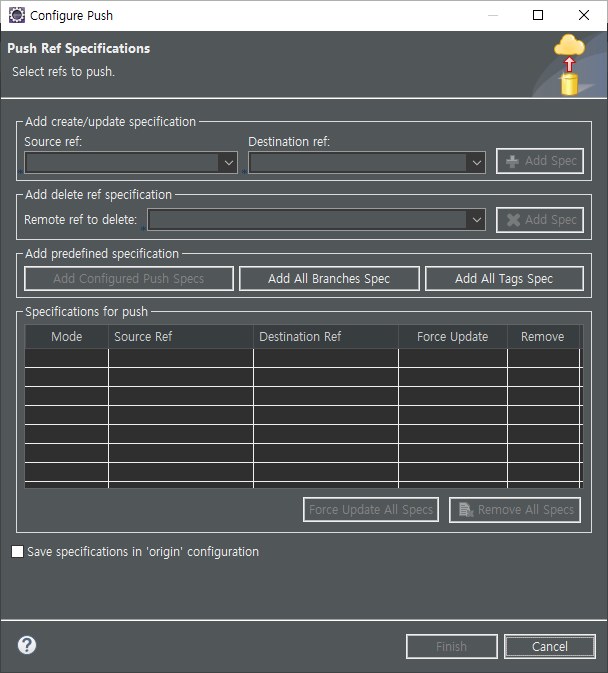 Configure Push
Push Ref Specifications
Select refs to push.
Add create/update specification
Source ref: Destination ref:
Add Spec
Add delete ref specification
Remote ref to delete: Add Spec
Add predefined specification
Add Configured Push Specs Add All Branches Spec Add All Tags Spec
Specifications for push
Mode Source Ref Destination Ref Force Update Remove
Force Update All Specs Remove All Specs
Save specifications in 'origin' configuration
? Finish Cancel